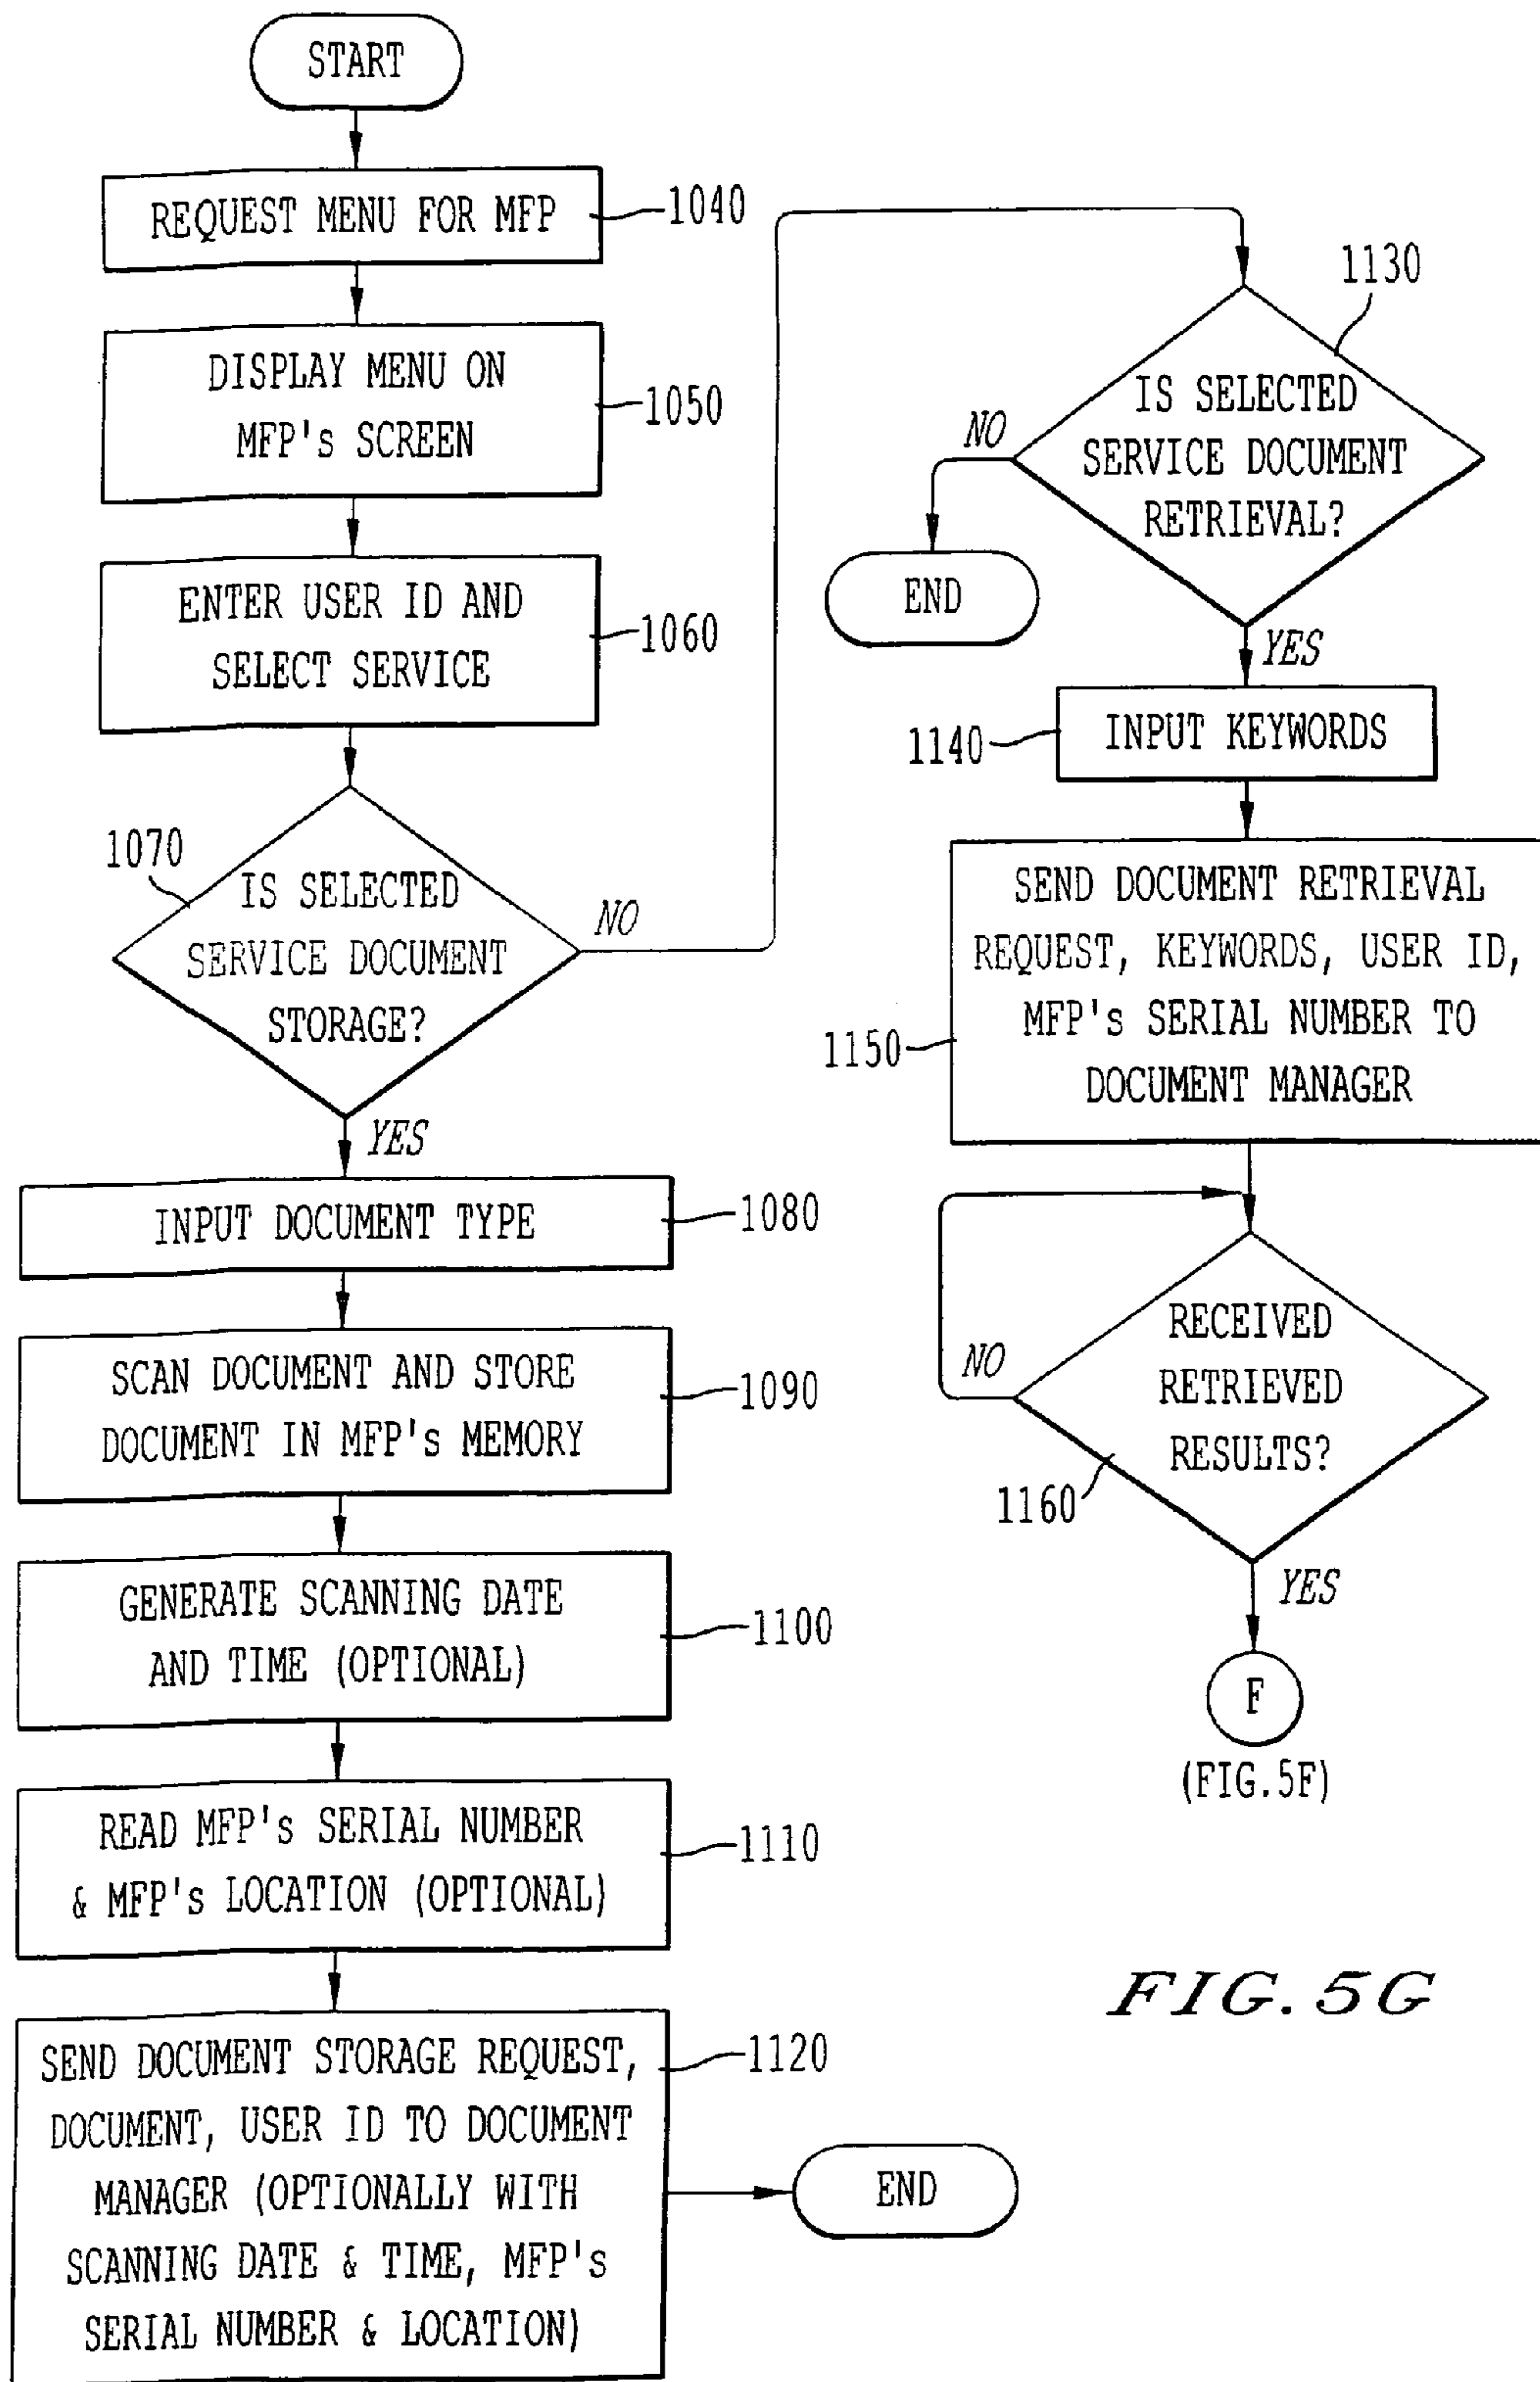 START
REQUEST MENU FOR MFP
1040
DISPLAY MENU ON
MFP's SCREEN
1050
ENTER USER ID AND
SELECT SERVICE
1060
1070
IS SELECTED
SERVICE DOCUMENT
STORAGE?
NO
YES
INPUT DOCUMENT TYPE
1080
SCAN DOCUMENT AND STORE
DOCUMENT IN MFP's MEMORY
1090
GENERATE SCANNING DATE
AND TIME (OPTIONAL)
1100
READ MFP's SERIAL NUMBER
& MFP's LOCATION (OPTIONAL)
1110
SEND DOCUMENT STORAGE REQUEST,
DOCUMENT, USER ID TO DOCUMENT
MANAGER (OPTIONALLY WITH
SCANNING DATE & TIME, MFP's
SERIAL NUMBER & LOCATION)
1120
END
1130
IS SELECTED
SERVICE DOCUMENT
RETRIEVAL?
NO
END
YES
INPUT KEYWORDS
1140
SEND DOCUMENT RETRIEVAL
REQUEST, KEYWORDS, USER ID,
MFP's SERIAL NUMBER TO
DOCUMENT MANAGER
1150
RECEIVED
RETRIEVED
RESULTS?
NO
1160
YES
F
(FIG.5F)
FIG.5G